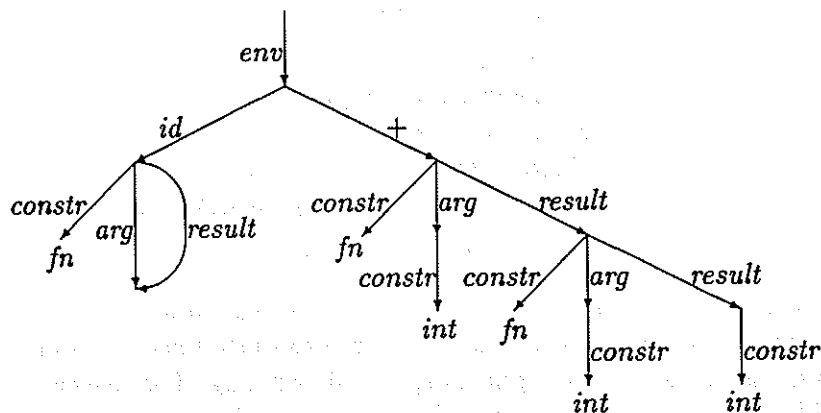 env
id +
constr arg result constr arg result
fn fn
constr constr arg result
int fn
constr constr
int int